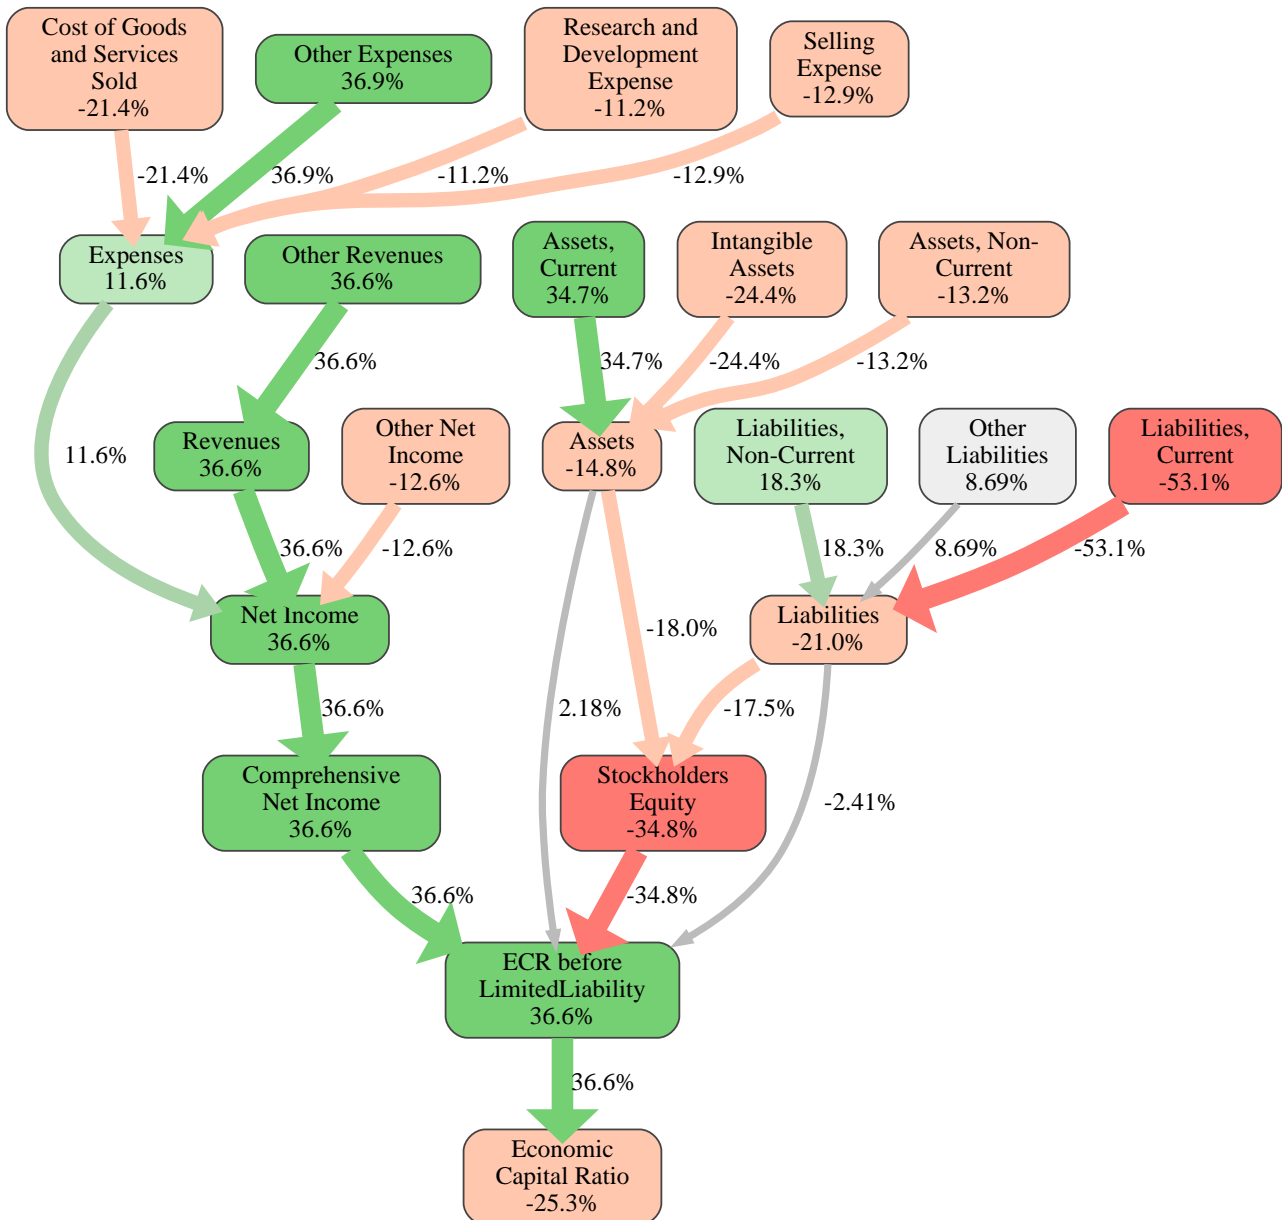 Cost of Goods
and Services
Sold
-21.4%
Other Expenses
36.9%
Research and
Development
Expense
-11.2%
Selling
Expense
-12.9%
-21.4%
36.9%
-11.2%
-12.9%
Expenses
11.6%
Other Revenues
36.6%
Assets,
Current
34.7%
Intangible
Assets
-24.4%
Assets, Non-
Current
-13.2%
36.6%
34.7%
-24.4%
-13.2%
11.6%
Revenues
36.6%
Other Net
Income
-12.6%
Assets
-14.8%
Liabilities,
Non-Current
18.3%
Other
Liabilities
8.69%
Liabilities,
Current
-53.1%
36.6%
-12.6%
18.3%
8.69%
-53.1%
Net Income
36.6%
-18.0%
Liabilities
-21.0%
36.6%
2.18%
-17.5%
Comprehensive
Net Income
36.6%
Stockholders
Equity
-34.8%
-2.41%
36.6%
-34.8%
ECR before
LimitedLiability
36.6%
36.6%
Economic
Capital Ratio
-25.3%